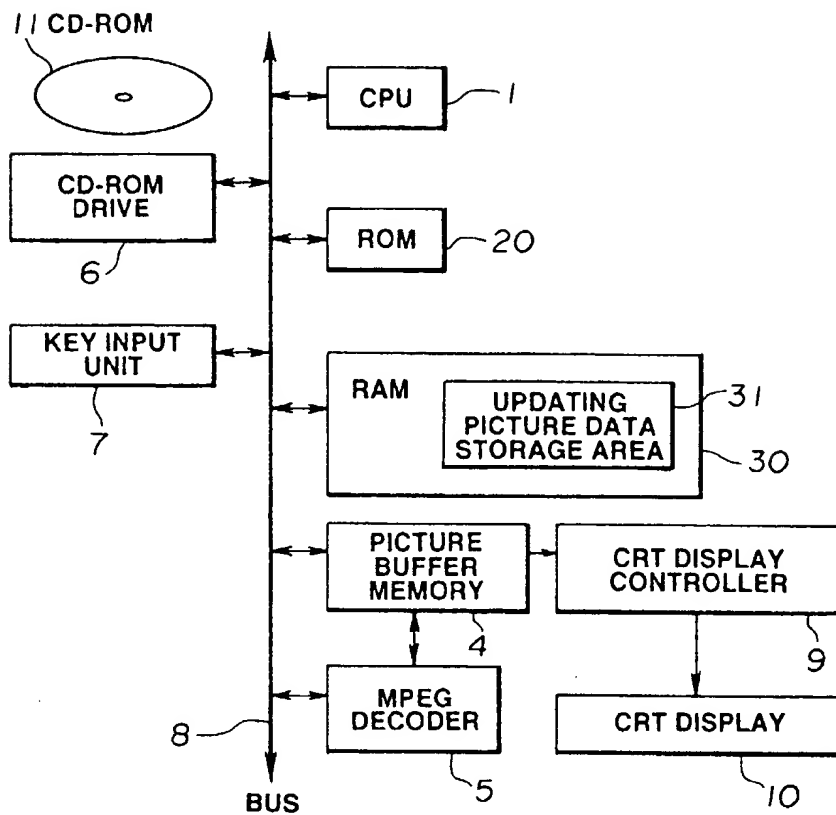 11 CD-ROM
CPU
1
CD-ROM
DRIVE
6
ROM
20
KEY INPUT
UNIT
7
RAM
UPDATING
PICTURE DATA
STORAGE AREA
31
30
PICTURE
BUFFER
MEMORY
4
CRT DISPLAY
CONTROLLER
9
MPEG
DECODER
5
CRT DISPLAY
10
8
BUS